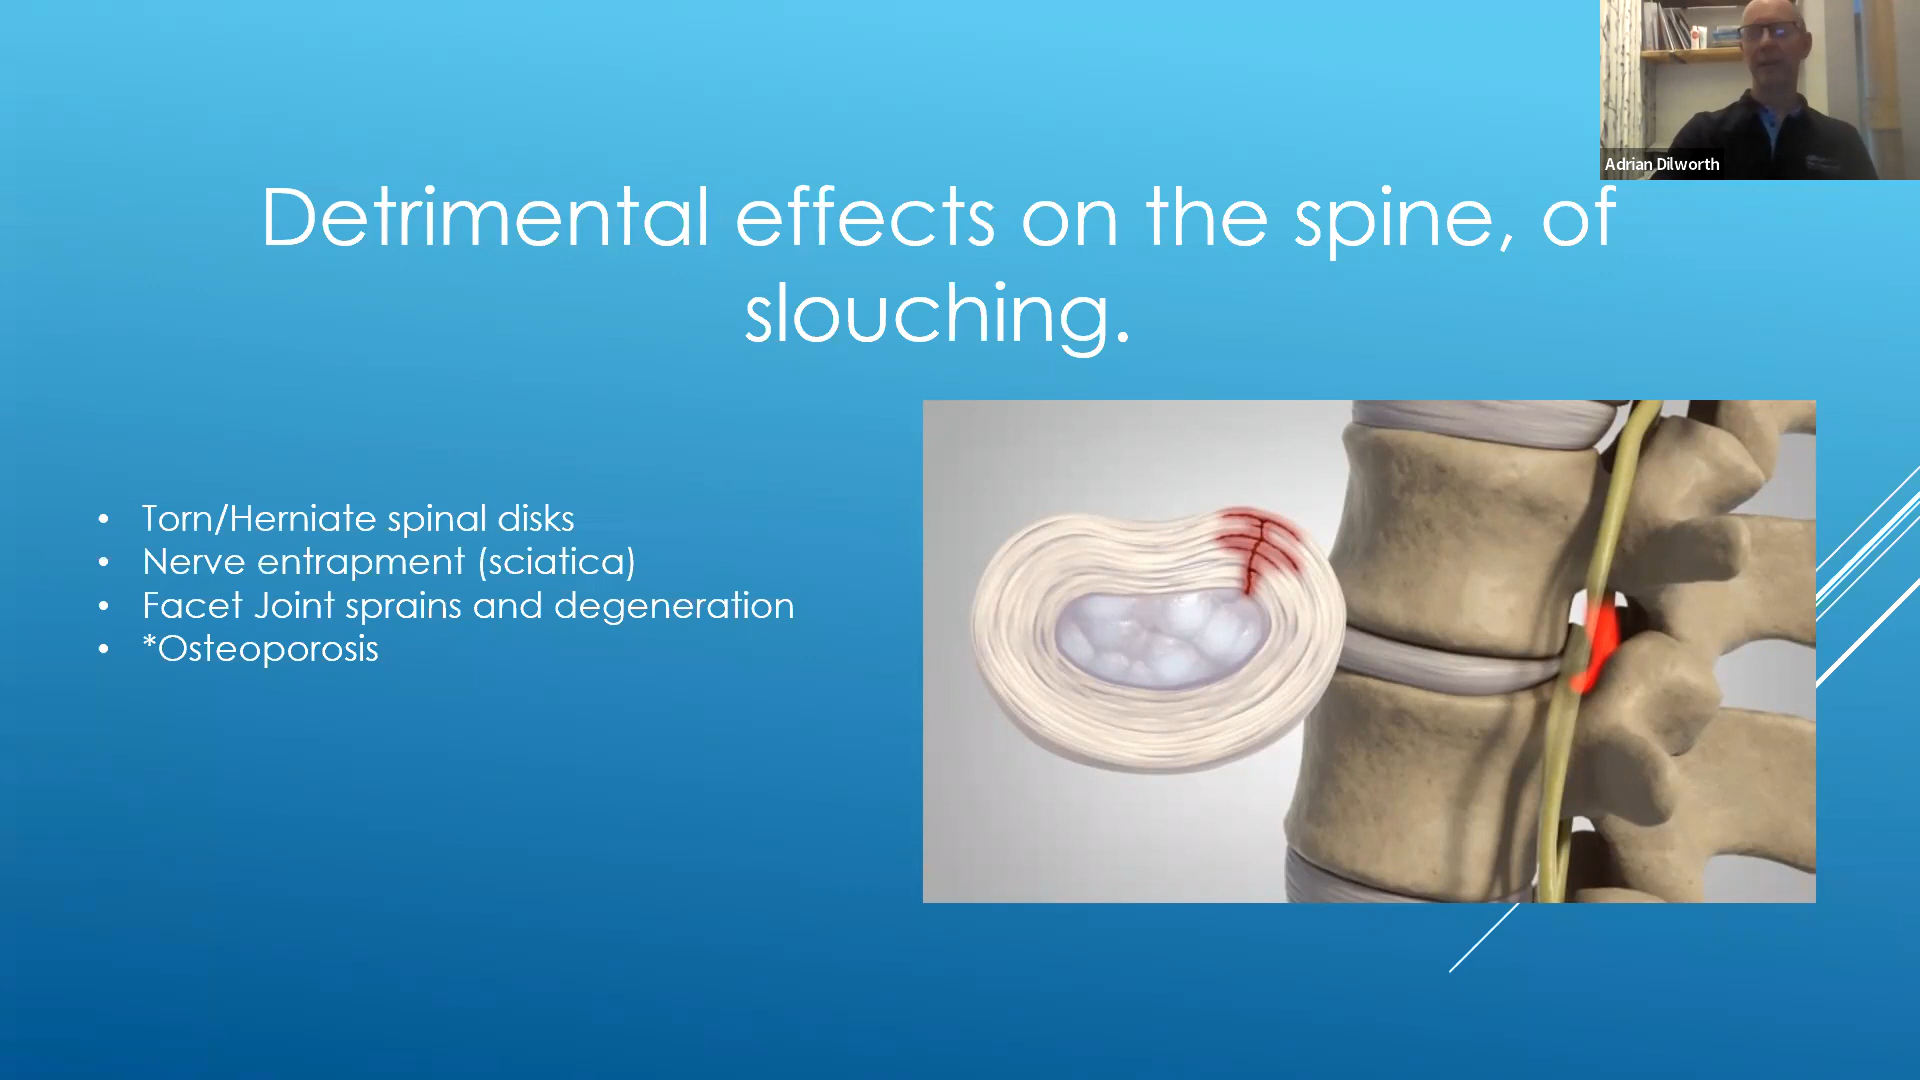 Adrian Dilworth
Detrimental effects on the spine, of
slouching.
• Torn/Herniate spinal disks
• Nerve entrapment (sciatica)
• Facet Joint sprains and degeneration
• *Osteoporosis